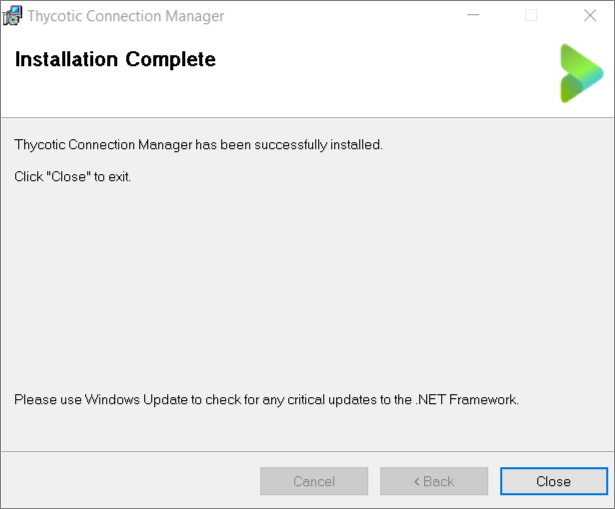 Thycotic Connection Manager
Installation Complete
Thycotic Connection Manager has been successfully installed.
Click "Close" to exit.
Please use Windows Update to check for any critical updates to the .NET Framework.
Cancel
< Back
Close